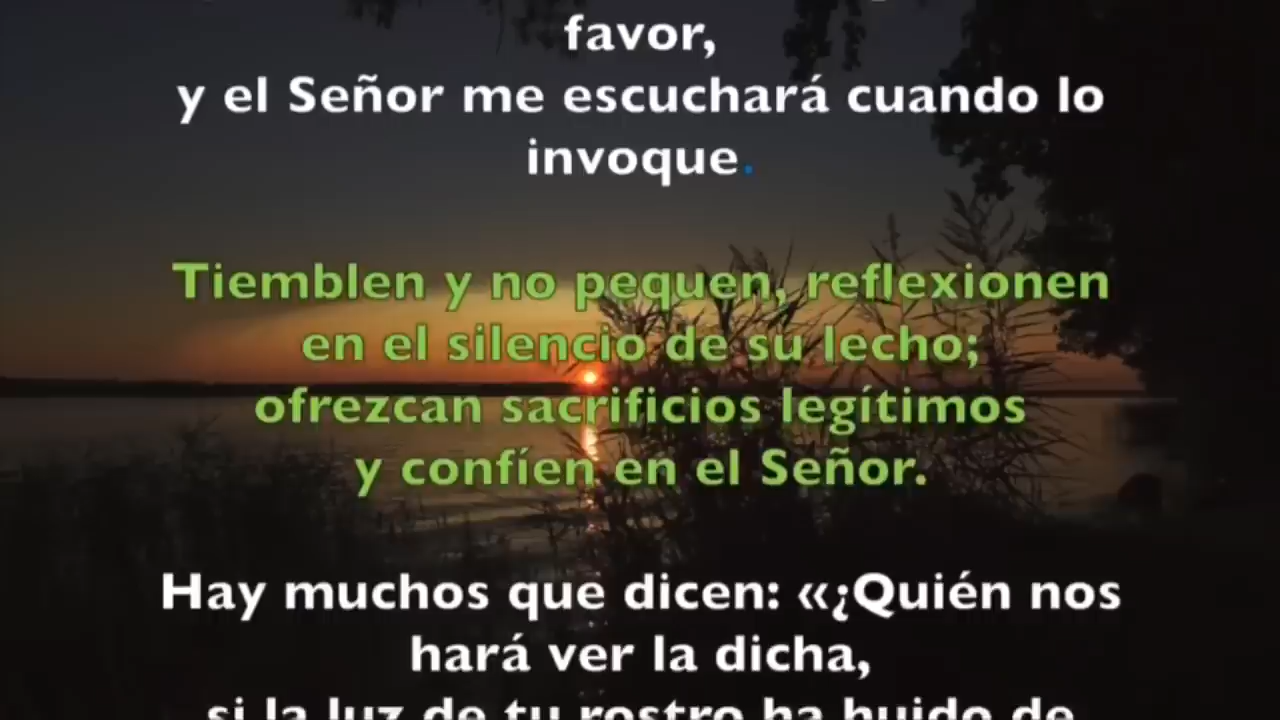 favor,
y el Señor me escuchará cuando lo
invoque.
Tiemblen y no pequen, reflexionen
en el silencio de su lecho;
ofrezcan sacrificios legítimos
y confíen en el Señor.
Hay muchos que dicen: «¿Quién nos
hará ver la dicha,
si la luz de tu rostro ha huido de